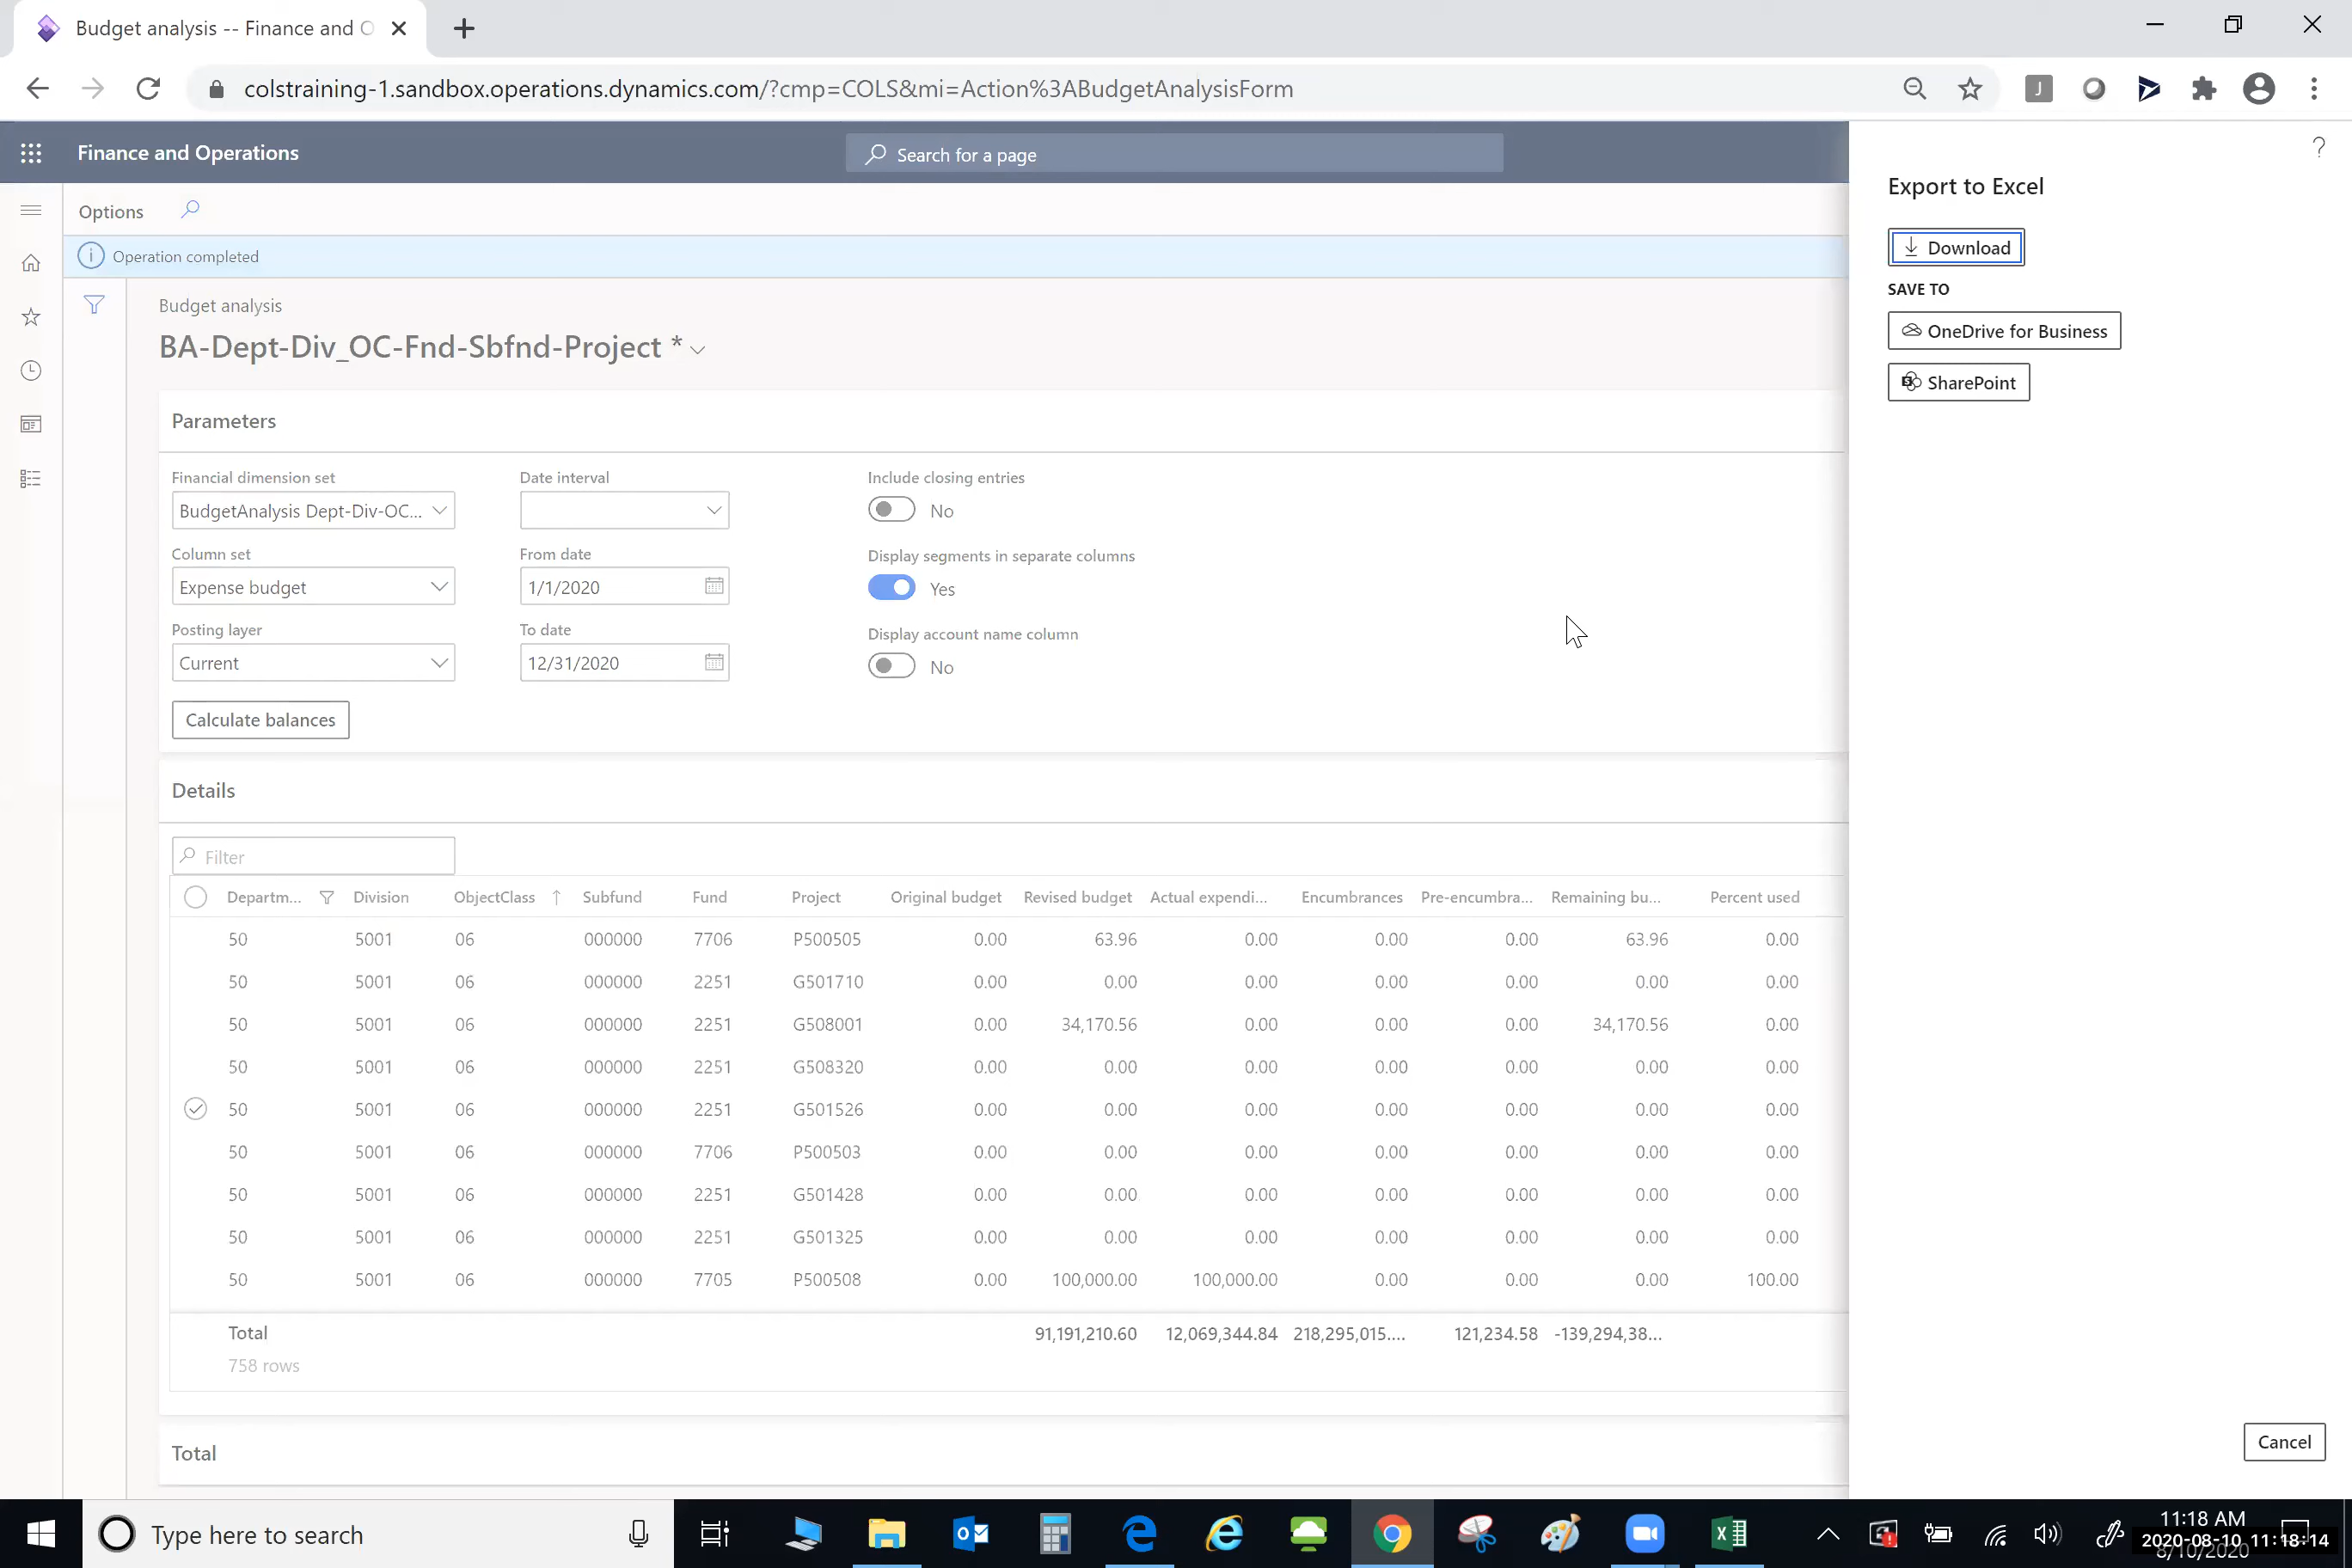 Budget analysis -- Finance and O
colstraining-1.sandbox.operations.dynamics.com/?cmp=COLS&mi=Action%3ABudgetAnalysisForm
J
Finance and Operations
Search for a page
?
Export to Excel
Download
SAVE TO
OneDrive for Business
SharePoint
Cancel
Options
Operation completed
Budget analysis
BA-Dept-Div_OC-Fnd-Sbfnd-Project *
Parameters
Financial dimension set Date interval Include closing entries
BudgetAnalysis Dept-Div-OC... No
Column set From date Display segments in separate columns
Expense budget 1/1/2020 Yes
Posting layer To date Display account name column
Current 12/31/2020 No
Calculate balances
Details
Filter
Departm... Division ObjectClass Subfund Fund Project Original budget Revised budget Actual expendi... Encumbrances Pre-encumbra... Remaining bu... Percent used
50 5001 06 000000 7706 P500505 0.00 63.96 0.00 0.00 0.00 63.96 0.00
50 5001 06 000000 2251 G501710 0.00 0.00 0.00 0.00 0.00 0.00 0.00
50 5001 06 000000 2251 G508001 0.00 34,170.56 0.00 0.00 0.00 34,170.56 0.00
50 5001 06 000000 2251 G508320 0.00 0.00 0.00 0.00 0.00 0.00 0.00
50 5001 06 000000 2251 G501526 0.00 0.00 0.00 0.00 0.00 0.00 0.00
50 5001 06 000000 7706 P500503 0.00 0.00 0.00 0.00 0.00 0.00 0.00
50 5001 06 000000 2251 G501428 0.00 0.00 0.00 0.00 0.00 0.00 0.00
50 5001 06 000000 2251 G501325 0.00 0.00 0.00 0.00 0.00 0.00 0.00
50 5001 06 000000 7705 P500508 0.00 100,000.00 100,000.00 0.00 0.00 0.00 100.00
Total 91,191,210.60 12,069,344.84 218,295,015.... 121,234.58 -139,294,38...
758 rows
Total
Type here to search
11:18 AM
2020-08-10 11:18:14
8/10/2020